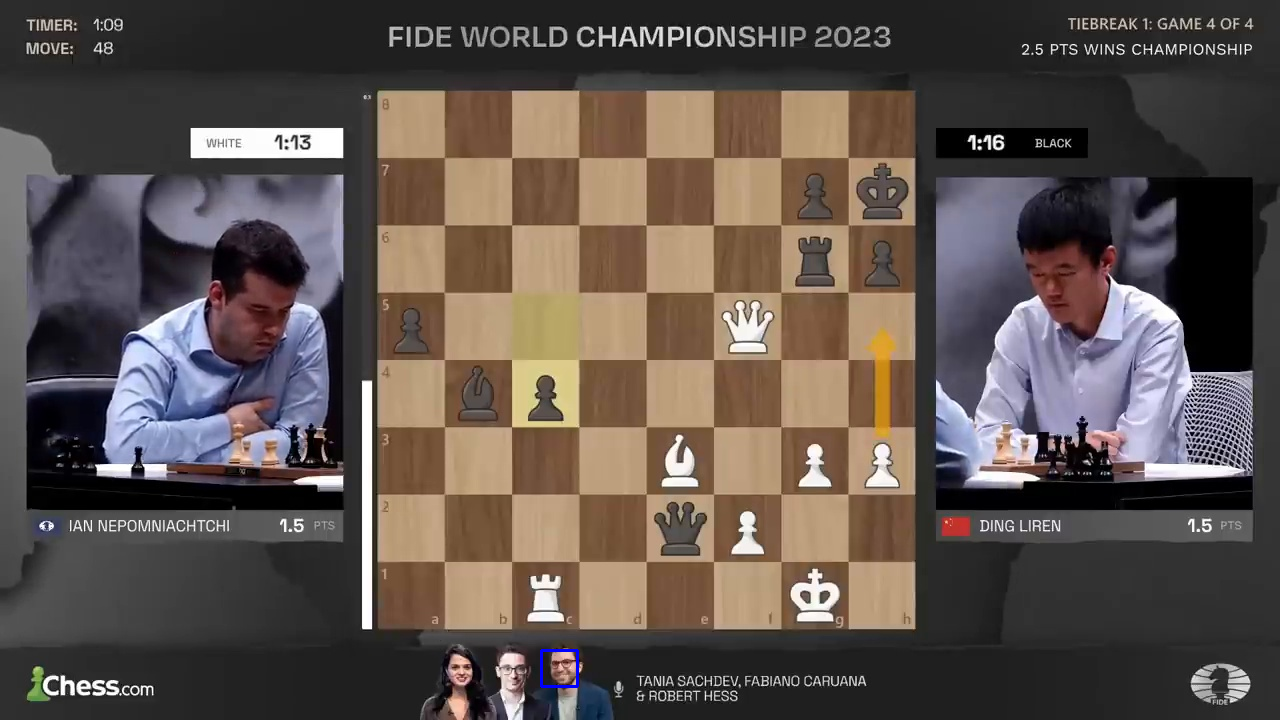 TIMER: 1:09
MOVE: 48
FIDE WORLD CHAMPIONSHIP 2023
TIEBREAK 1: GAME 4 OF 4
2.5 PTS WINS CHAMPIONSHIP
WHITE 1:13
1:16 BLACK
8
7
6
5
4
3
2
1
a b c d e f g h
IAN NEPOMNIACHTCHI 1.5 PTS
DING LIREN 1.5 PTS
Chess.com
TANIA SACHDEV, FABIANO CARUANA
& ROBERT HESS
FIDE